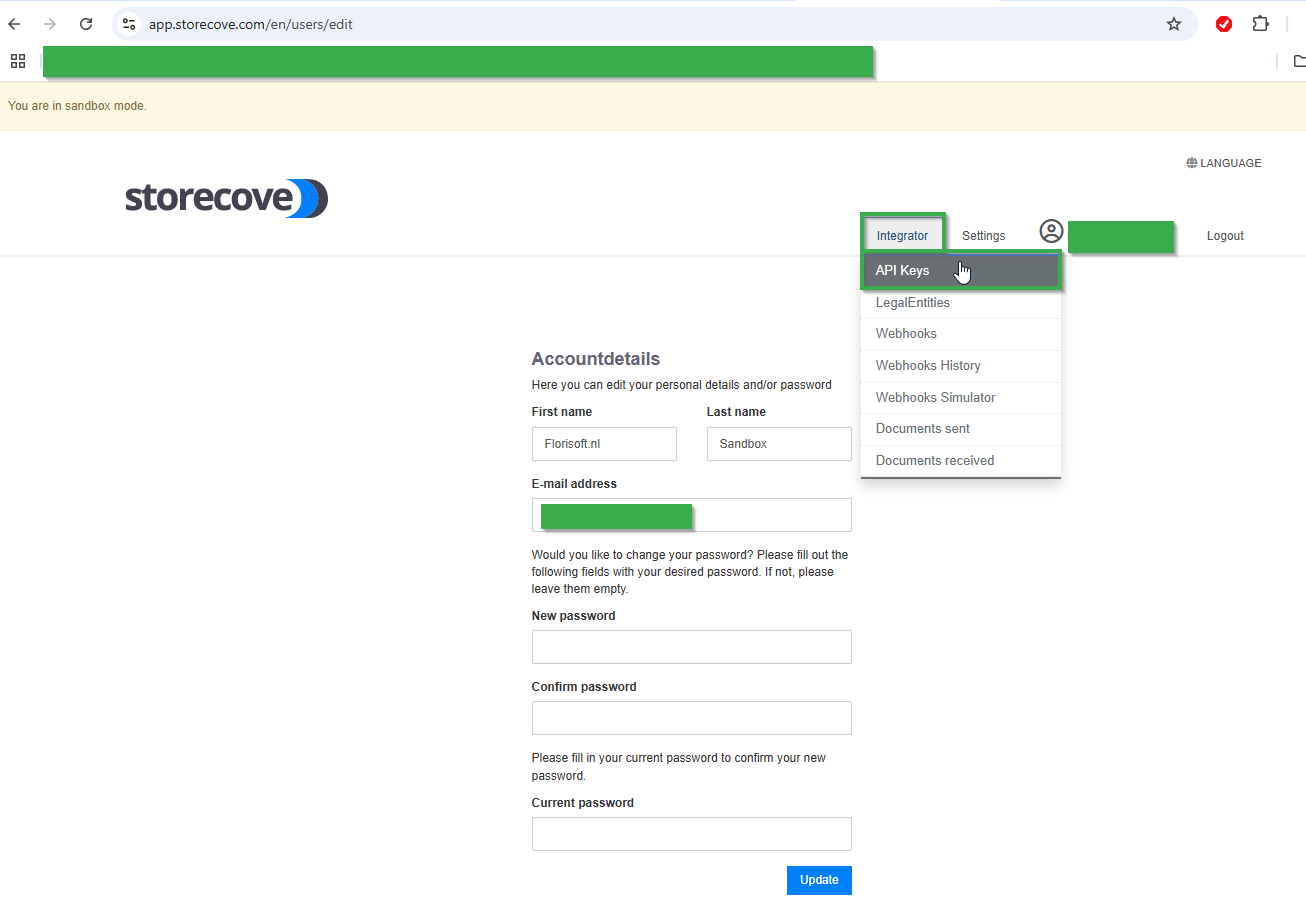 app.storecove.com/en/users/edit
You are in sandbox mode.
LANGUAGE
storecove
Integrator
Settings
Logout
API Keys
LegalEntities
Webhooks
Webhooks History
Webhooks Simulator
Documents sent
Documents received
Accountdetails
Here you can edit your personal details and/or password
First name
Last name
Florisoft.nl
Sandbox
E-mail address
Would you like to change your password? Please fill out the
following fields with your desired password. If not, please
leave them empty.
New password
Confirm password
Please fill in your current password to confirm your new
password.
Current password
Update